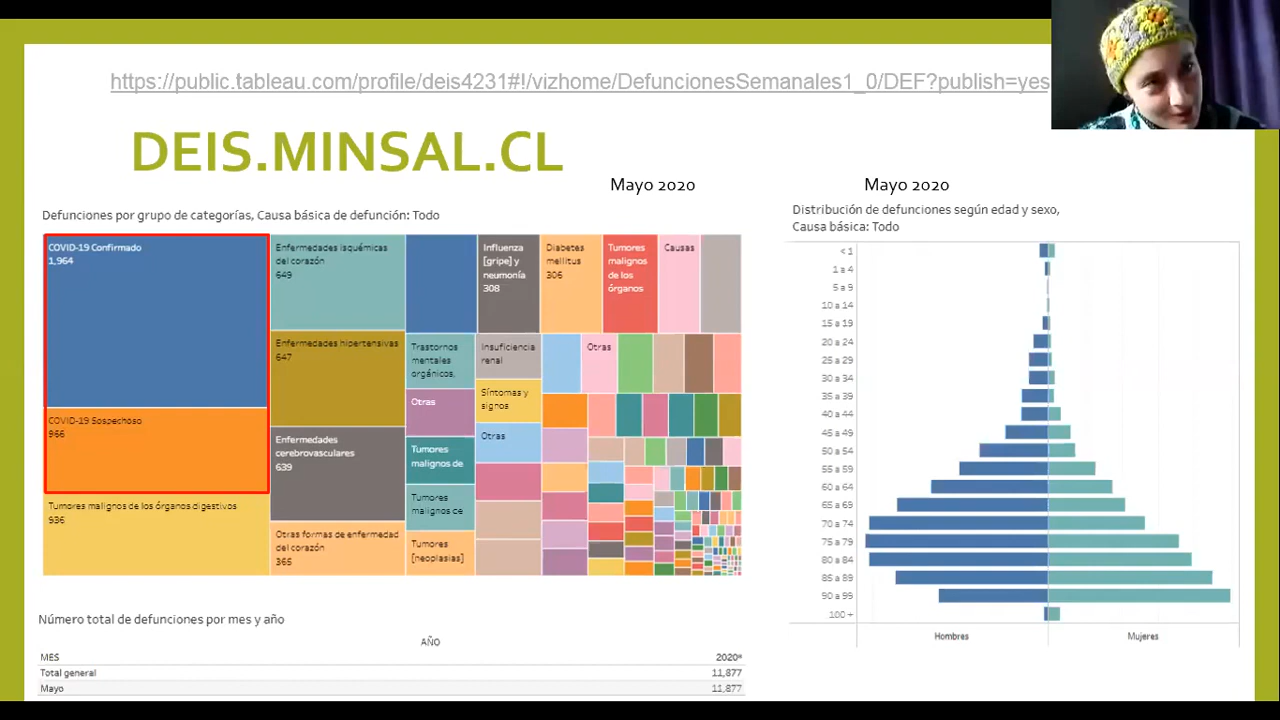 https://public.tableau.com/profile/deis4231#!/vizhome/DefuncionesSemanales1_0/DEF?publish=yes
DEIS.MINSAL.CL
Mayo 2020
Defunciones por grupo de categorías, Causa básica de defunción: Todo
COVID-19 Confirmado
1,964
COVID-19 Sospechoso
966
Tumores malignos de los órganos digestivos
936
Enfermedades isquémicas
del corazón
649
Enfermedades hipertensivas
647
Enfermedades
cerebrovasculares
639
Otras formas de enfermedad
del corazón
365
Trastornos
mentales
orgánicos,
Otras
Tumores
malignos de
Tumores
malignos de
Tumores
[neoplasias]
Influenza
[gripe] y
neumonía
308
Insuficiencia
renal
Síntomas y
signos
Otras
Diabetes
mellitus
306
Tumores
malignos
de los
órganos
Causas
Otras
Número total de defunciones por mes y año
AÑO
MES 2020*
Total general 11,877
Mayo 11,877
Mayo 2020
Distribución de defunciones según edad y sexo,
Causa básica: Todo
< 1
1 a 4
5 a 9
10 a 14
15 a 19
20 a 24
25 a 29
30 a 34
35 a 39
40 a 44
45 a 49
50 a 54
55 a 59
60 a 64
65 a 69
70 a 74
75 a 79
80 a 84
85 a 89
90 a 99
100 +
Hombres Mujeres